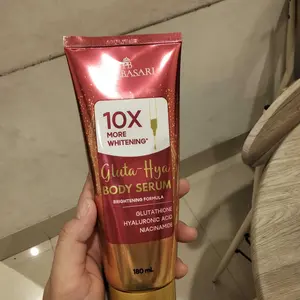 10X
MORE
WHITENING*
Gluta-Hya
BODY SERUM
BRIGHTENING FORMULA
GLUTATHIONE
HYALURONIC ACID
NIACINAMIDE
180 mL